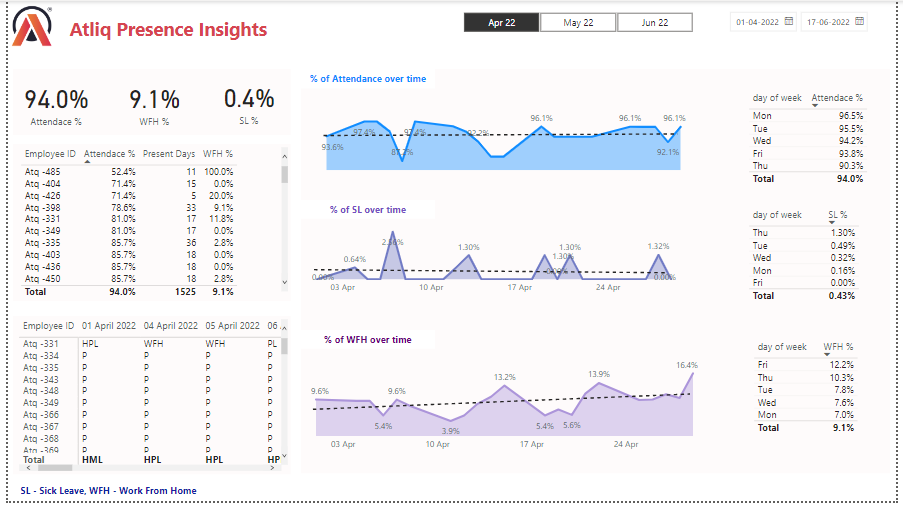 Atliq Presence Insights
Apr 22 May 22 Jun 22
01-04-2022 17-06-2022
94.0% 9.1% 0.4%
Attendace % WFH % SL %
Employee ID Attendace % Present Days WFH %
Atq -485 52.4% 11 100.0%
Atq -404 71.4% 15 0.0%
Atq -426 71.4% 5 20.0%
Atq -398 78.6% 33 9.1%
Atq -331 81.0% 17 11.8%
Atq -349 81.0% 17 0.0%
Atq -335 85.7% 36 2.8%
Atq -403 85.7% 18 0.0%
Atq -436 85.7% 18 0.0%
Atq -450 85.7% 18 2.8%
Total 94.0% 1525 9.1%
Employee ID 01 April 2022 04 April 2022 05 April 2022 06
Atq -331 HPL WFH WFH PL
Atq -334 P P P P
Atq -335 P P P P
Atq -343 P P P P
Atq -348 P P P P
Atq -349 P P P P
Atq -366 P P P P
Atq -367 P P P P
Atq -368 P P P P
Atq -369 P P P P
Total HML HPL HPL HP
% of Attendance over time
93.6% 97.4% 97.4% 92.2% 96.1% 96.1% 96.1%
92.1%
% of SL over time
0.00% 0.64% 1.30% 1.30% 1.30% 1.32% 0.00%
03 Apr 10 Apr 17 Apr 24 Apr
% of WFH over time
9.6% 5.4% 9.6% 3.9% 13.2% 5.4% 5.6% 13.9% 16.4%
03 Apr 10 Apr 17 Apr 24 Apr
day of week Attendace %
Mon 96.5%
Tue 95.5%
Wed 94.2%
Fri 93.8%
Thu 90.3%
Total 94.0%
day of week SL %
Thu 1.30%
Tue 0.49%
Wed 0.32%
Mon 0.16%
Fri 0.00%
Total 0.43%
day of week WFH %
Fri 12.2%
Thu 10.3%
Tue 7.8%
Wed 7.6%
Mon 7.0%
Total 9.1%
SL - Sick Leave, WFH - Work From Home